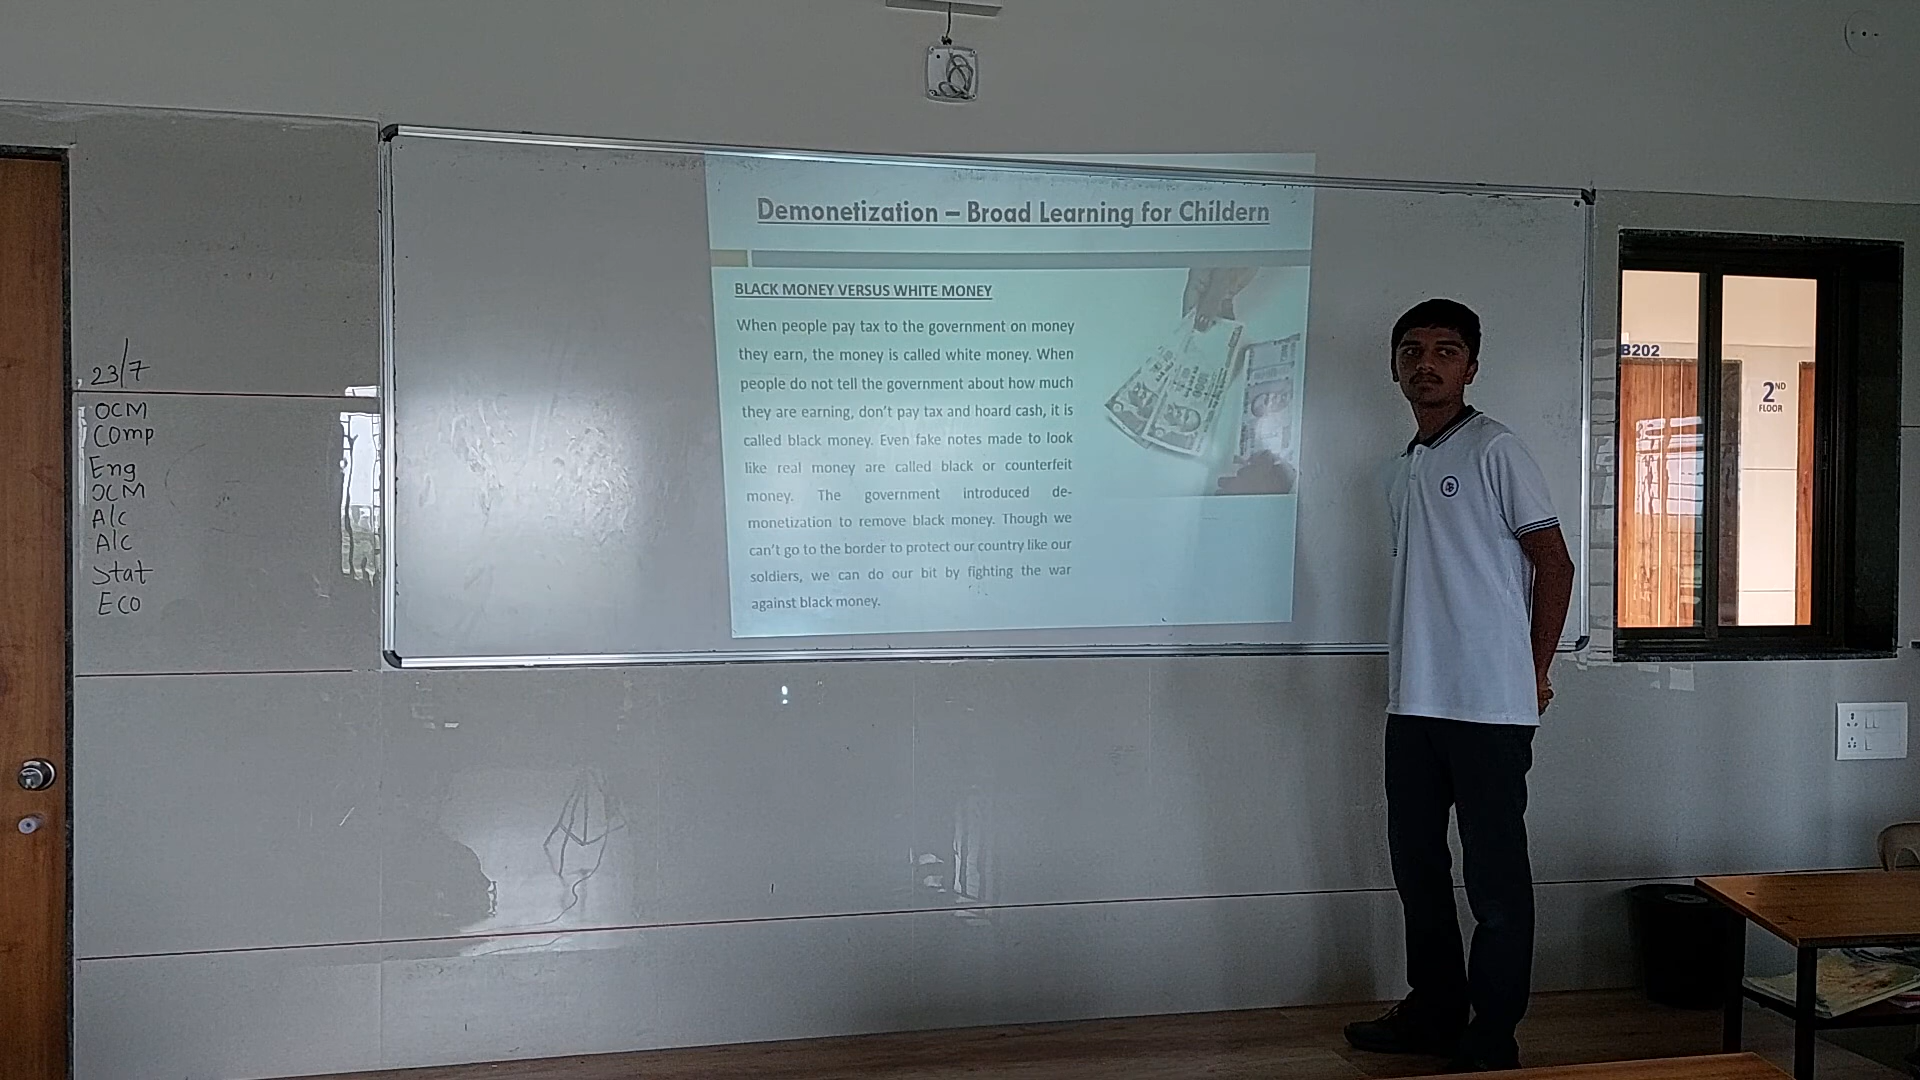 Demonetization – Broad Learning for Childern
BLACK MONEY VERSUS WHITE MONEY
When people pay tax to the government on money
they earn, the money is called white money. When
people do not tell the government about how much
they are earning, don't pay tax and hoard cash, it is
called black money. Even fake notes made to look
like real money are called black or counterfeit
money. The government introduced de-
monetization to remove black money. Though we
can't go to the border to protect our country like our
soldiers, we can do our bit by fighting the war
against black money.
23/7
OCM
Comp
Eng
OCM
A/c
A/c
Stat
ECO
B202
2ND
FLOOR